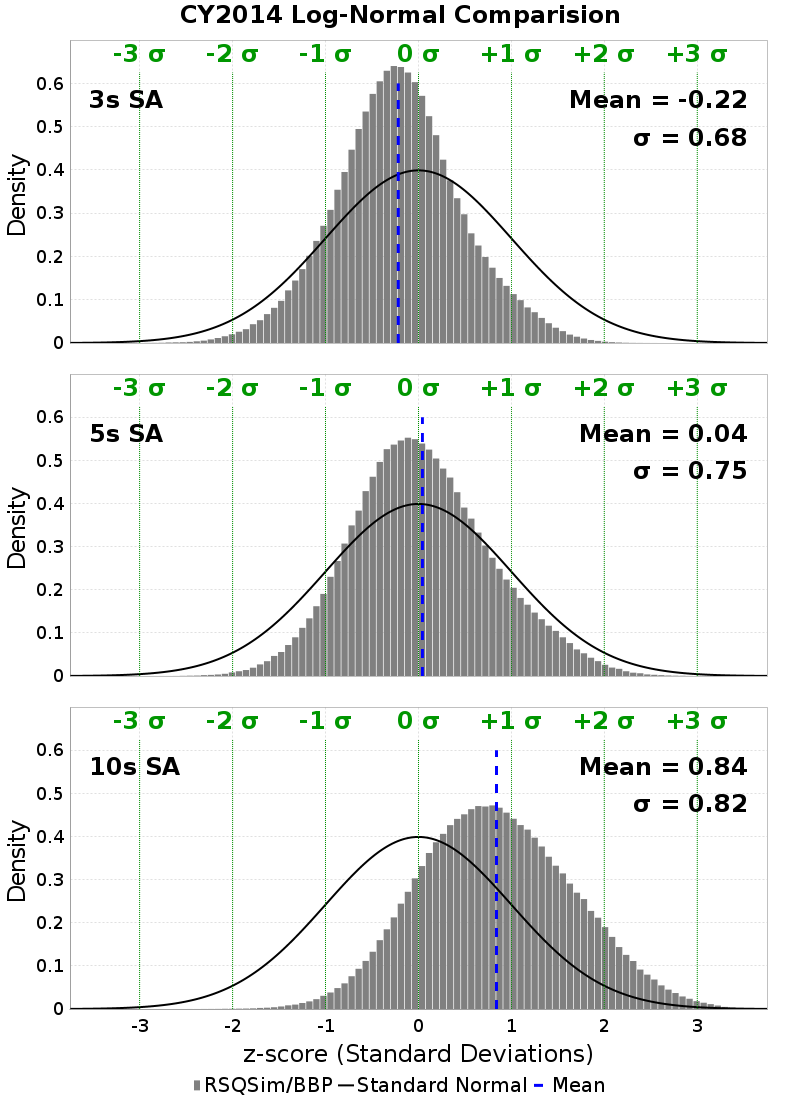 CY2014 Log-Normal Comparision
-3 σ -2 σ -1 σ 0 σ +1 σ +2 σ +3 σ
3s SA
Mean = -0.22
σ = 0.68
0.6
0.5
0.4
0.3
0.2
0.1
0
Density
-3 σ -2 σ -1 σ 0 σ +1 σ +2 σ +3 σ
5s SA
Mean = 0.04
σ = 0.75
0.6
0.5
0.4
0.3
0.2
0.1
0
Density
-3 σ -2 σ -1 σ 0 σ +1 σ +2 σ +3 σ
10s SA
Mean = 0.84
σ = 0.82
0.6
0.5
0.4
0.3
0.2
0.1
0
Density
-3 -2 -1 0 1 2 3
z-score (Standard Deviations)
RSQSim/BBP Standard Normal Mean